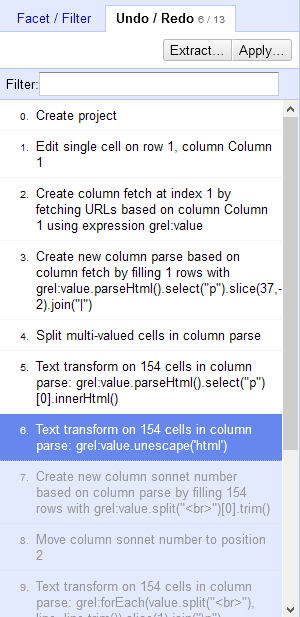 Facet / Filter
Undo / Redo 6 / 13
Extract... Apply...
Filter:
0. Create project
1. Edit single cell on row 1, column Column
1
2. Create column fetch at index 1 by
fetching URLs based on column Column
1 using expression grel:value
3. Create new column parse based on
column fetch by filling 1 rows with
grel:value.parseHtml().select("p").slice(37,-
2).join("|")
4. Split multi-valued cells in column parse
5. Text transform on 154 cells in column
parse: grel:value.parseHtml().select("p")
[0].innerHtml()
6. Text transform on 154 cells in column
parse: grel:value.unescape('html')
7. Create new column sonnet number
based on column parse by filling 154
rows with grel:value.split("<br>")[0].trim()
8. Move column sonnet number to position
2
9. Text transform on 154 cells in column
parse: grel:forEach(value.split("<br>"),
line, line.trim()).slice(1).join("\n")